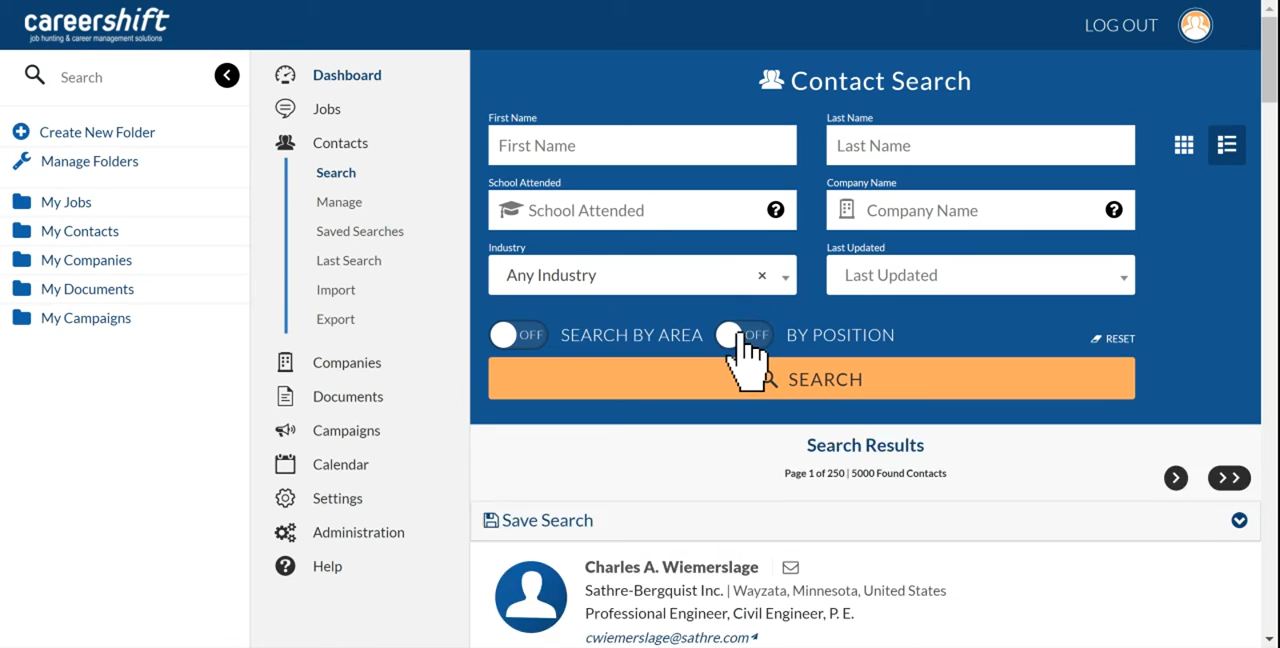 careershift
job hunting & career management solutions
LOG OUT
Search
Create New Folder
Manage Folders
My Jobs
My Contacts
My Companies
My Documents
My Campaigns
Dashboard
Jobs
Contacts
Search
Manage
Saved Searches
Last Search
Import
Export
Companies
Documents
Campaigns
Calendar
Settings
Administration
Help
Contact Search
First Name
Last Name
First Name
Last Name
School Attended
Company Name
School Attended
Company Name
Industry
Last Updated
Any Industry ×
Last Updated
OFF SEARCH BY AREA OFF BY POSITION
RESET
SEARCH
Search Results
Page 1 of 250 | 5000 Found Contacts
Save Search
Charles A. Wiemerslage
Sathre-Bergquist Inc. | Wayzata, Minnesota, United States
Professional Engineer, Civil Engineer, P. E.
cwiemerslage@sathre.com